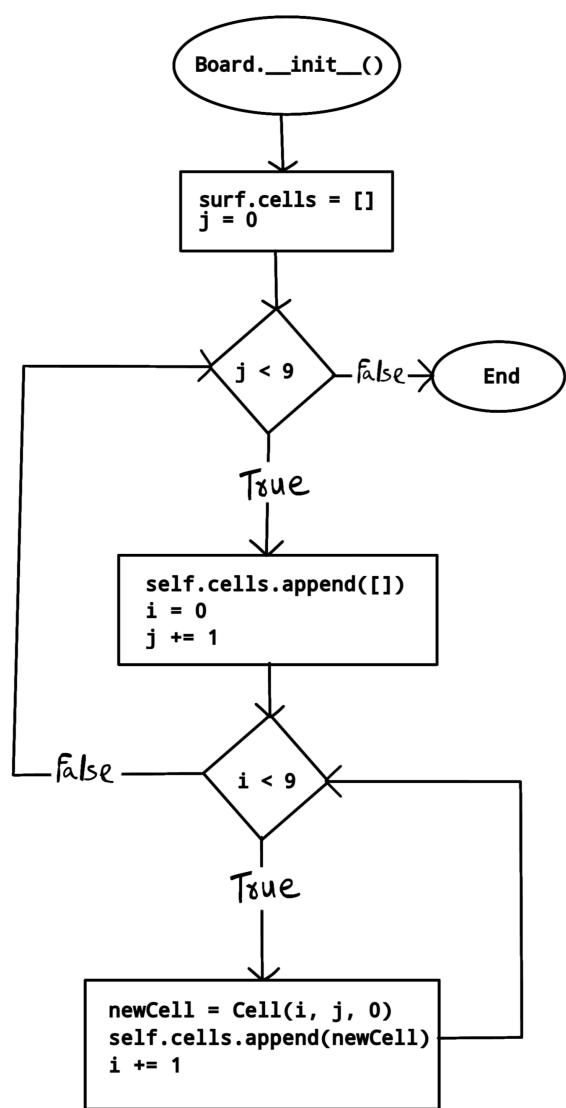 Board.__init__()
surf.cells = []
j = 0
j < 9
False
End
True
self.cells.append([])
i = 0
j += 1
i < 9
False
True
newCell = Cell(i, j, 0)
self.cells.append(newCell)
i += 1